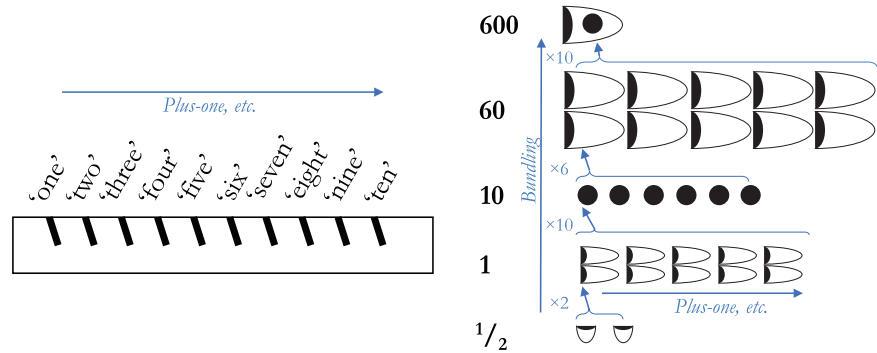 Plus-one, etc.
‘one’
‘two’
‘three’
‘four’
‘five’
‘six’
‘seven’
‘eight’
‘nine’
‘ten’
600
×10
60
Bundling
×6
10
×10
1
Plus-one, etc.
×2
1/2